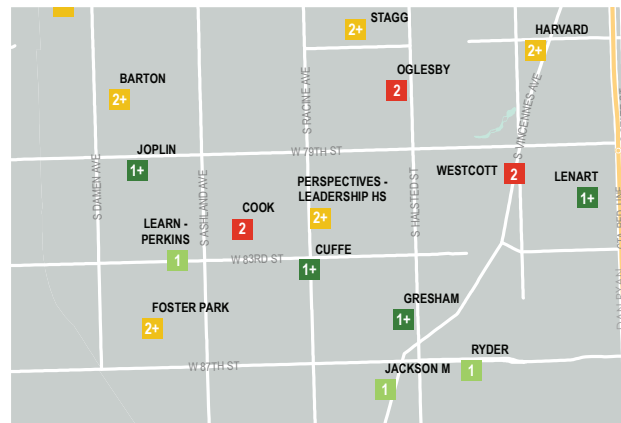 STAGG
2+
HARVARD
2+
BARTON
2+
OGLESBY
2
S RACINE AVE
S VINCENNES AVE
W 79TH ST
JOPLIN
1+
WESTCOTT
2
LENART
1+
S DAMEN AVE
S ASHLAND AVE
S HALSTED ST
PERSPECTIVES -
LEADERSHIP HS
2+
COOK
2
LEARN -
PERKINS
1
CUFFE
1+
W 83RD ST
FOSTER PARK
2+
GRESHAM
1+
RYDER
1
W 87TH ST
JACKSON M
1